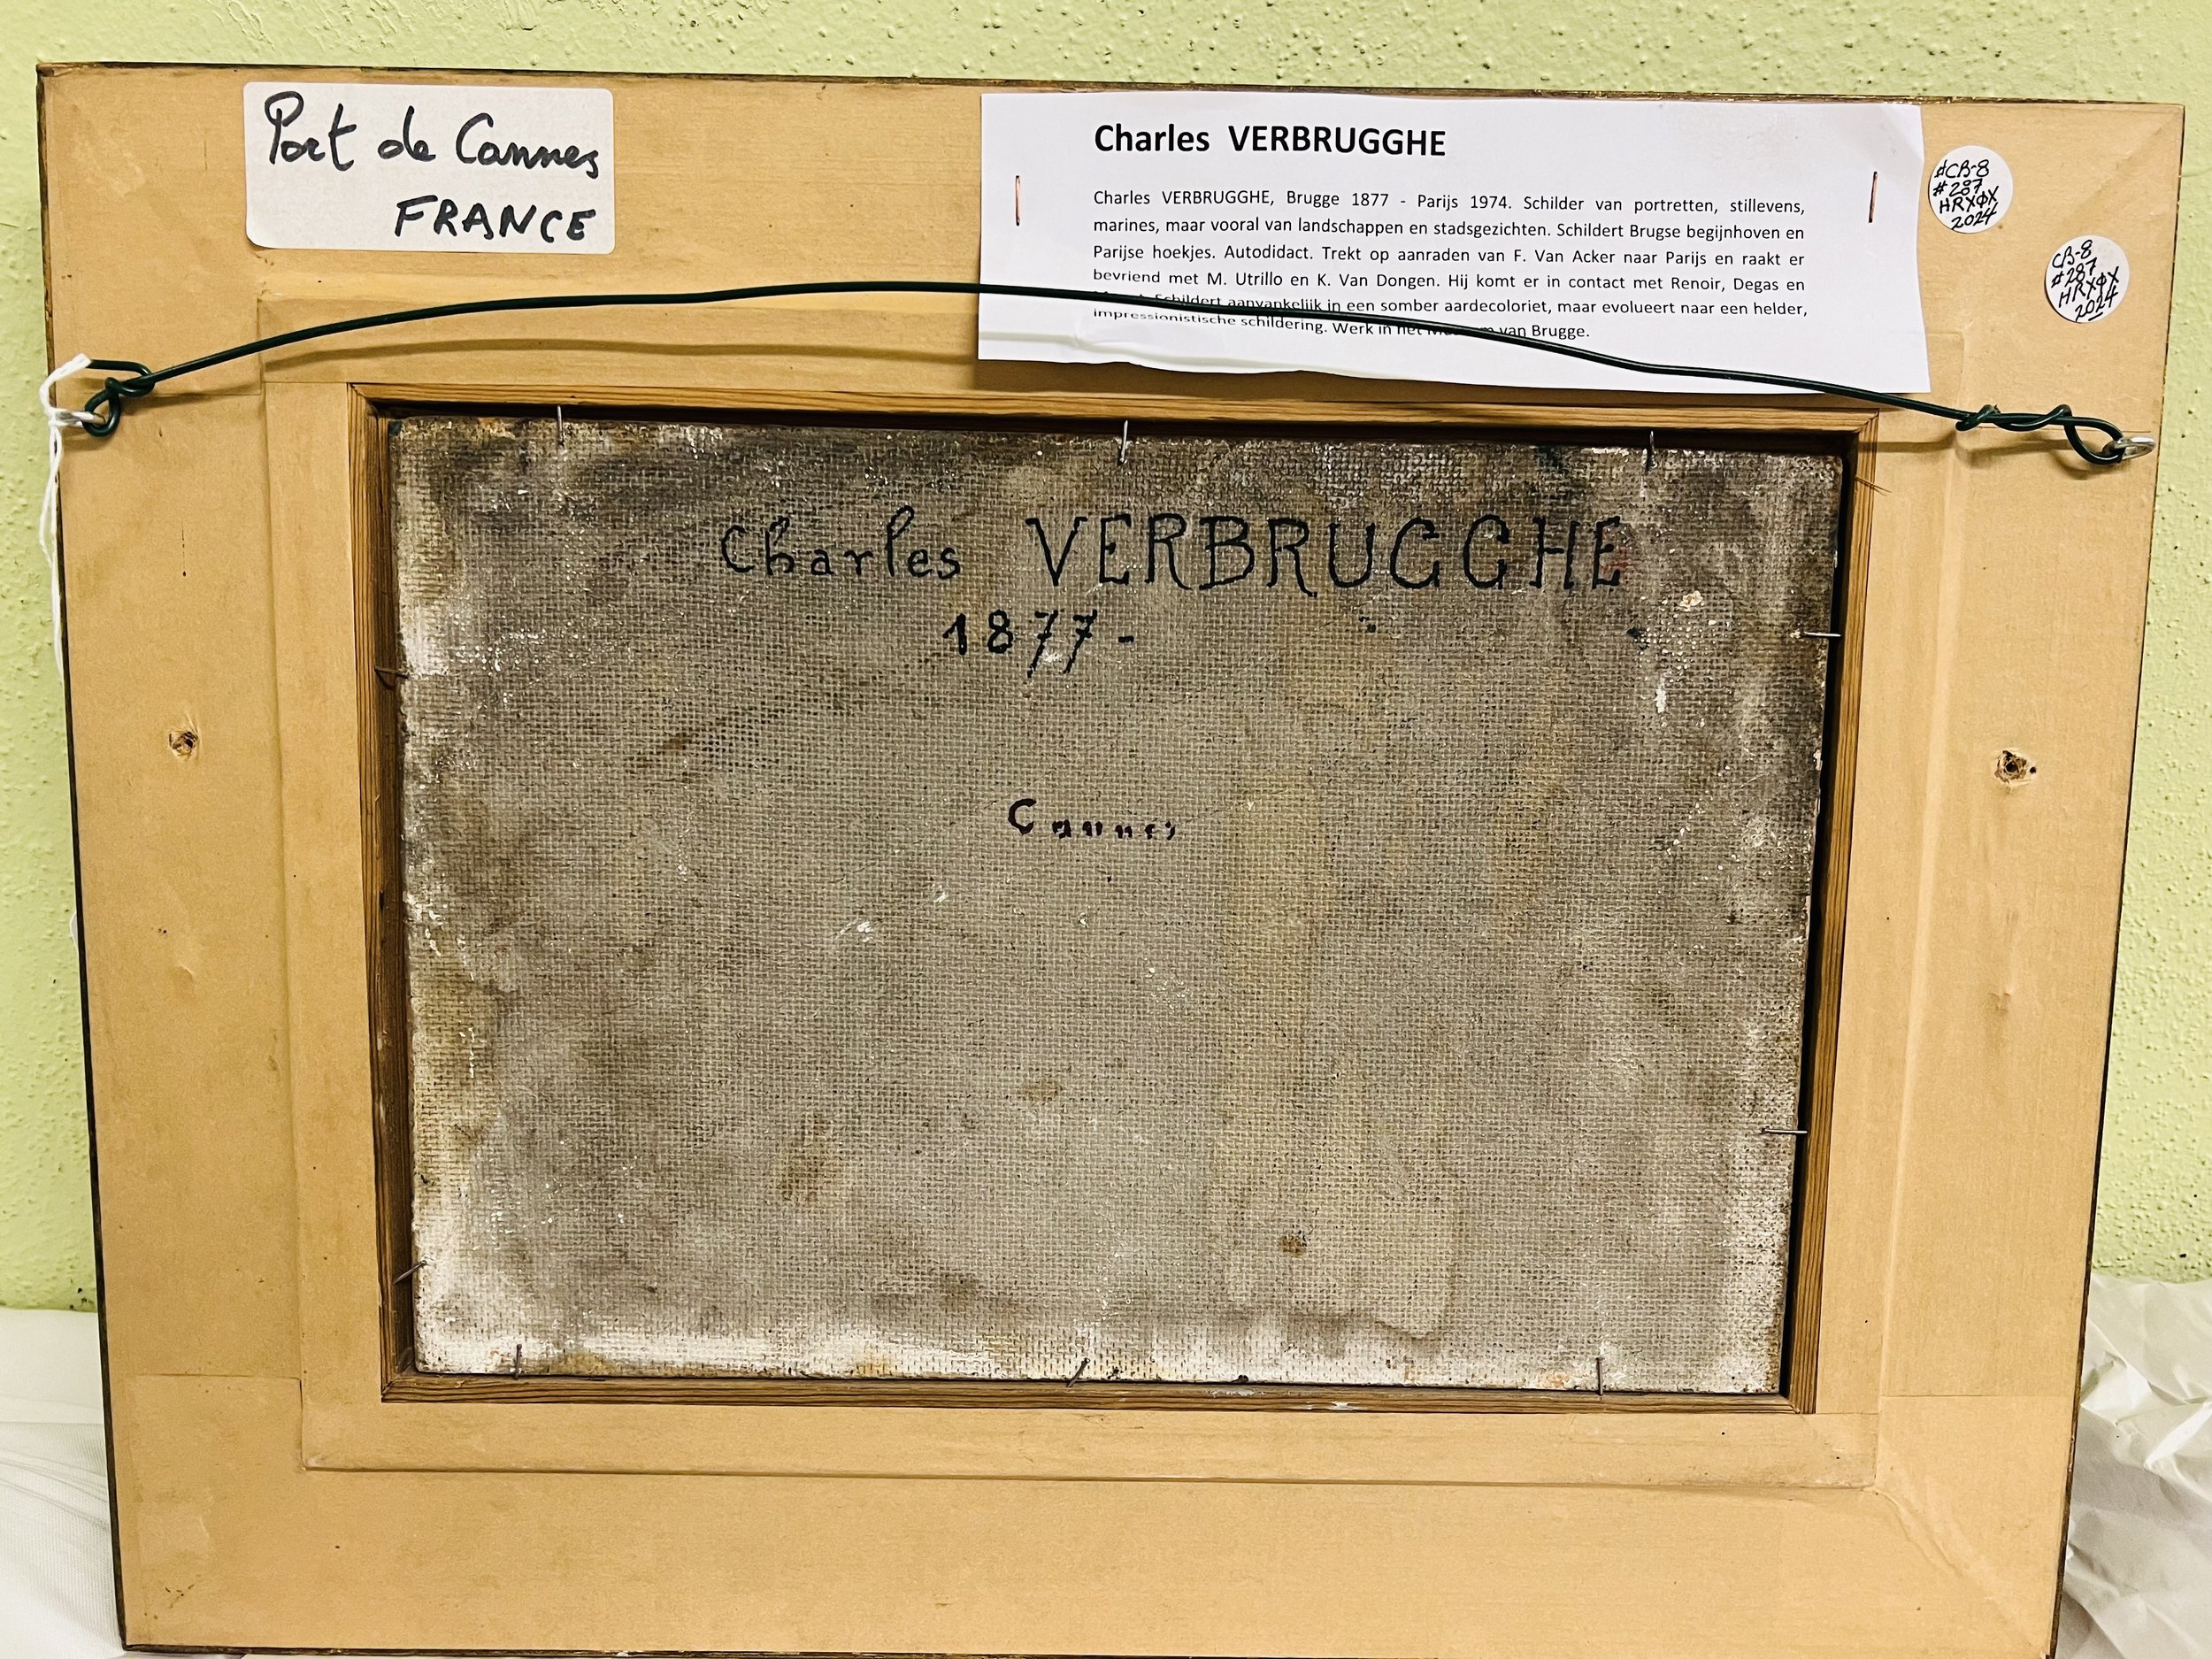 Port de Cannes
FRANCE
Charles VERBRUGGHE
Charles VERBRUGGHE, Brugge 1877 - Parijs 1974. Schilder van portretten, stillevens,
marines, maar vooral van landschappen en stadsgezichten. Schildert Brugse begijnhoven en
Parijse hoekjes. Autodidact. Trekt op aanraden van F. Van Acker naar Parijs en raakt er
bevriend met M. Utrillo en K. Van Dongen. Hij komt er in contact met Renoir, Degas en
Schildert aanvankelijk in een somber aardecoloriet, maar evolueert naar een helder,
impressionistische schildering. Werk in het van Brugge.
#CB-8
#287
HRXΦX
2024
CB-8
#287
HRXΦX
2024
Charles VERBRUGGHE
1877-
Cannes